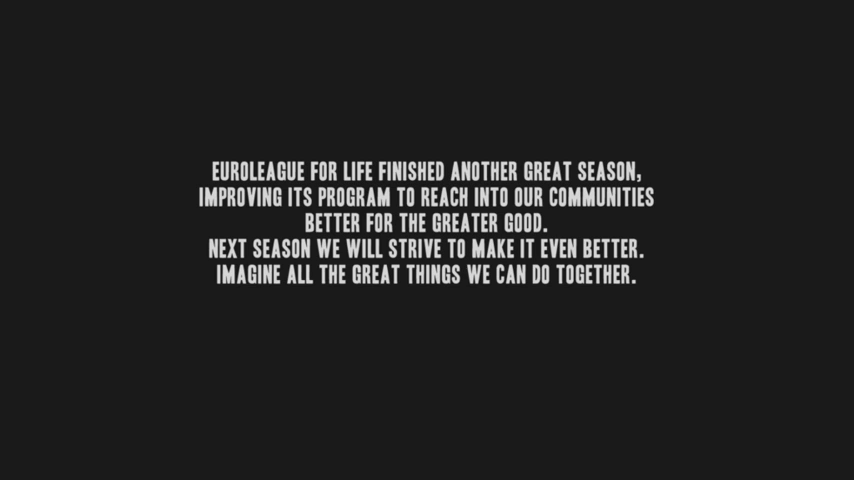 EUROLEAGUE FOR LIFE FINISHED ANOTHER GREAT SEASON,
IMPROVING ITS PROGRAM TO REACH INTO OUR COMMUNITIES
BETTER FOR THE GREATER GOOD.
NEXT SEASON WE WILL STRIVE TO MAKE IT EVEN BETTER.
IMAGINE ALL THE GREAT THINGS WE CAN DO TOGETHER.